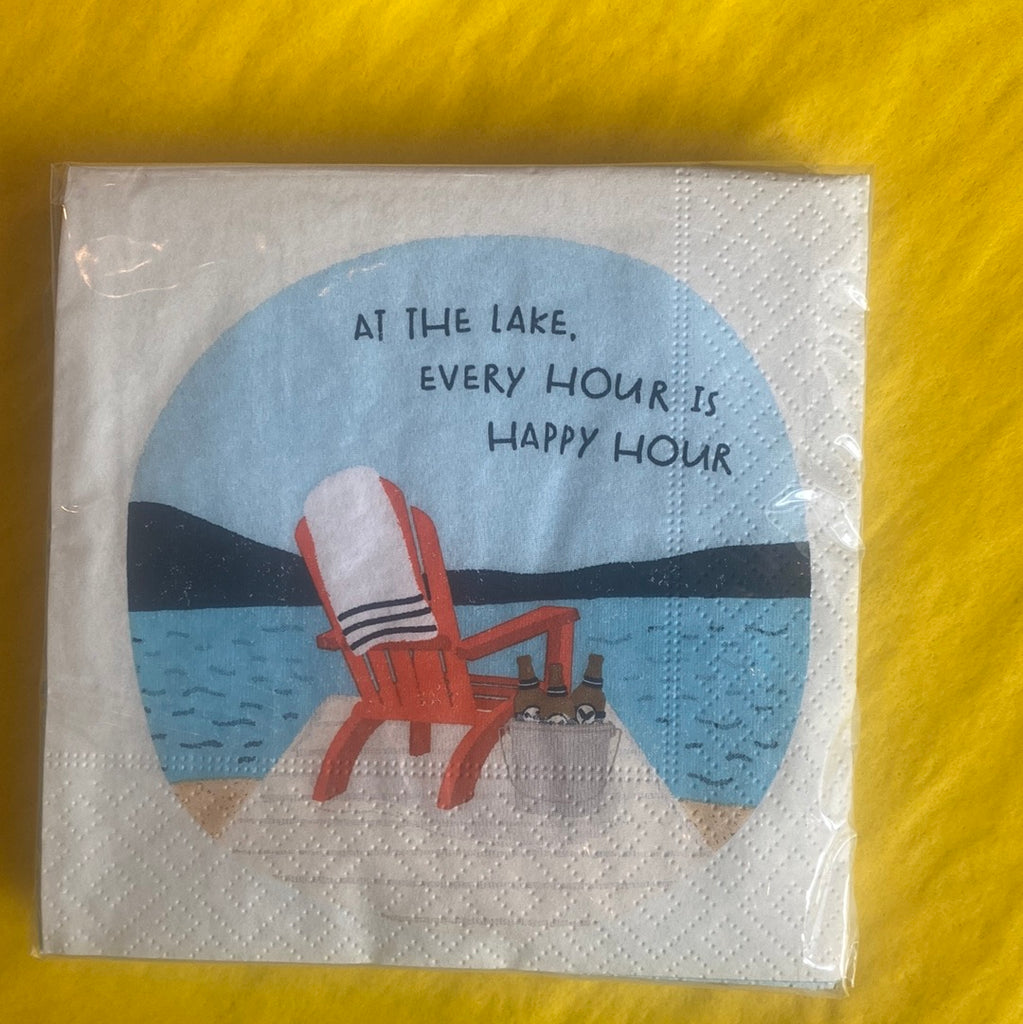 AT THE LAKE,
EVERY HOUR IS
HAPPY HOUR